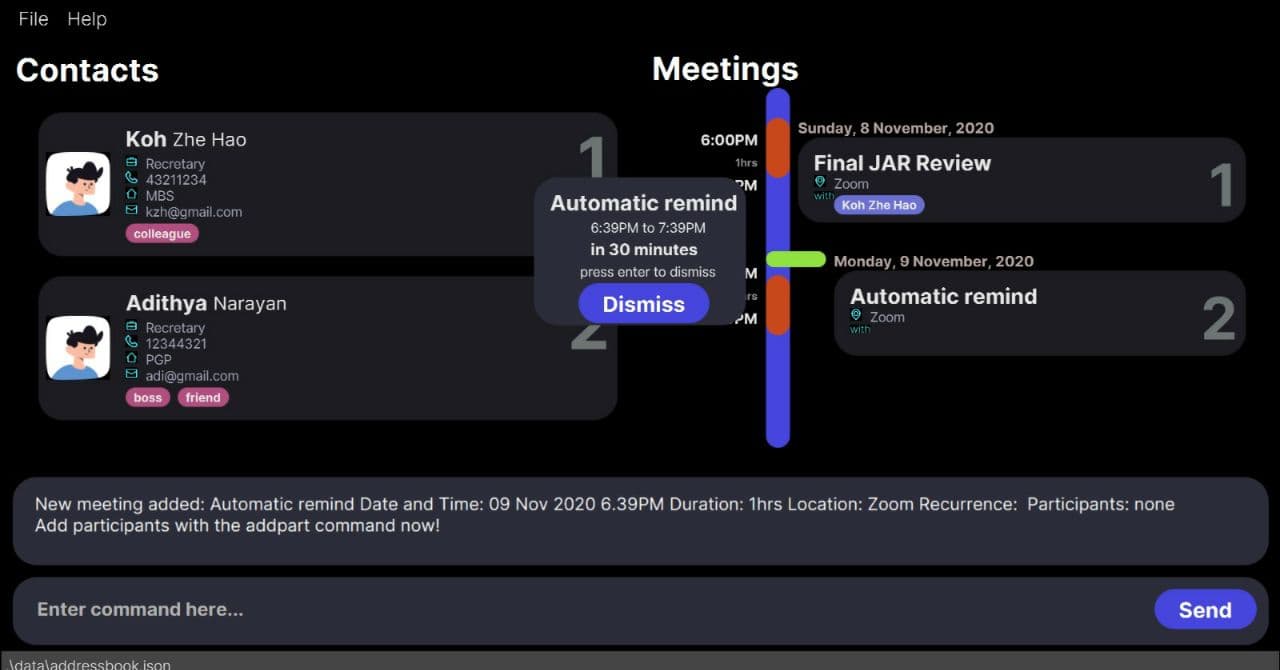 File Help
Contacts
Koh Zhe Hao
Recretary
43211234
MBS
kzh@gmail.com
colleague
1
Adithya Narayan
Recretary
12344321
PGP
adi@gmail.com
boss friend
2
Meetings
6:00PM
1hrs
PM
Sunday, 8 November, 2020
Final JAR Review
Zoom
with Koh Zhe Hao
1
Monday, 9 November, 2020
Automatic remind
Zoom
with
2
M
rs
PM
Automatic remind
6:39PM to 7:39PM
in 30 minutes
press enter to dismiss
Dismiss
New meeting added: Automatic remind Date and Time: 09 Nov 2020 6.39PM Duration: 1hrs Location: Zoom Recurrence: Participants: none
Add participants with the addpart command now!
Enter command here...
Send
.\data\addressbook.json